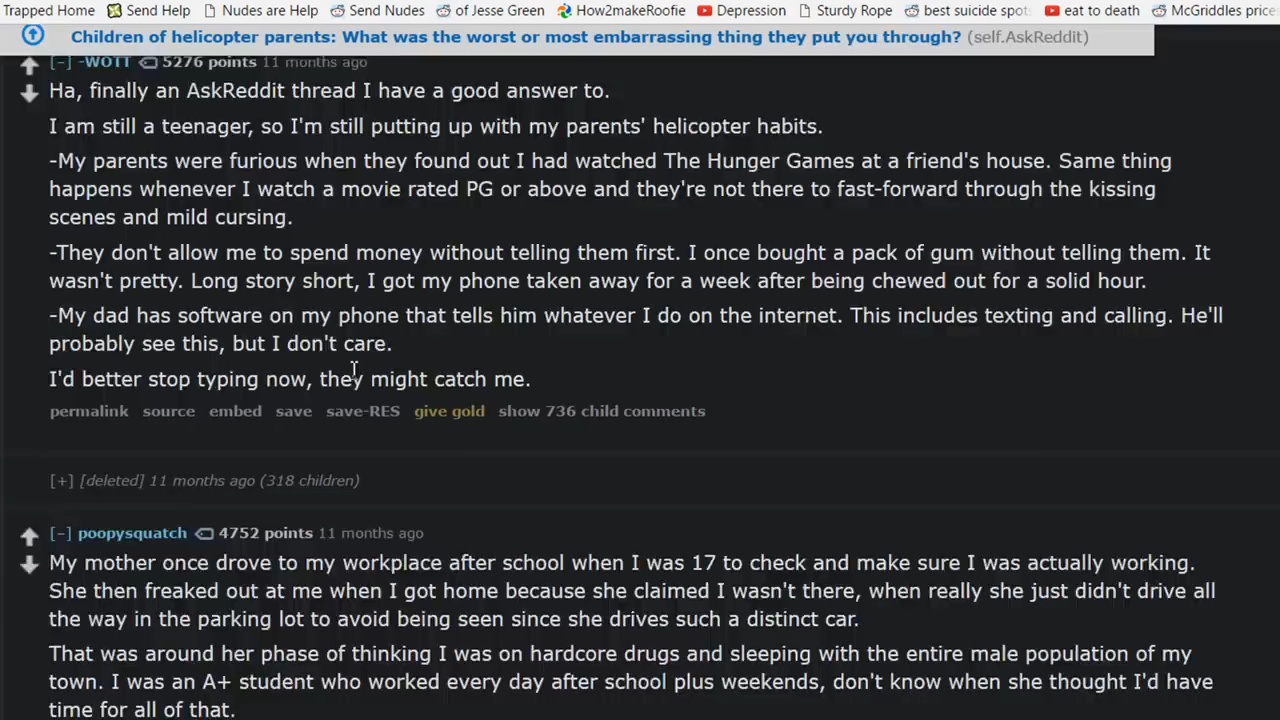 Trapped Home Send Help Nudes are Help Send Nudes of Jesse Green How2makeRoofie Depression Sturdy Rope best suicide spot eat to death McGriddles price
Children of helicopter parents: What was the worst or most embarrassing thing they put you through? (self.AskReddit)
[–] -WOTT 5276 points 11 months ago
Ha, finally an AskReddit thread I have a good answer to.
I am still a teenager, so I'm still putting up with my parents' helicopter habits.
-My parents were furious when they found out I had watched The Hunger Games at a friend's house. Same thing
happens whenever I watch a movie rated PG or above and they're not there to fast-forward through the kissing
scenes and mild cursing.
-They don't allow me to spend money without telling them first. I once bought a pack of gum without telling them. It
wasn't pretty. Long story short, I got my phone taken away for a week after being chewed out for a solid hour.
-My dad has software on my phone that tells him whatever I do on the internet. This includes texting and calling. He'll
probably see this, but I don't care.
I'd better stop typing now, they might catch me.
permalink source embed save save-RES give gold show 736 child comments
[+] [deleted] 11 months ago (318 children)
[–] poopysquatch 4752 points 11 months ago
My mother once drove to my workplace after school when I was 17 to check and make sure I was actually working.
She then freaked out at me when I got home because she claimed I wasn't there, when really she just didn't drive all
the way in the parking lot to avoid being seen since she drives such a distinct car.
That was around her phase of thinking I was on hardcore drugs and sleeping with the entire male population of my
town. I was an A+ student who worked every day after school plus weekends, don't know when she thought I'd have
time for all of that.